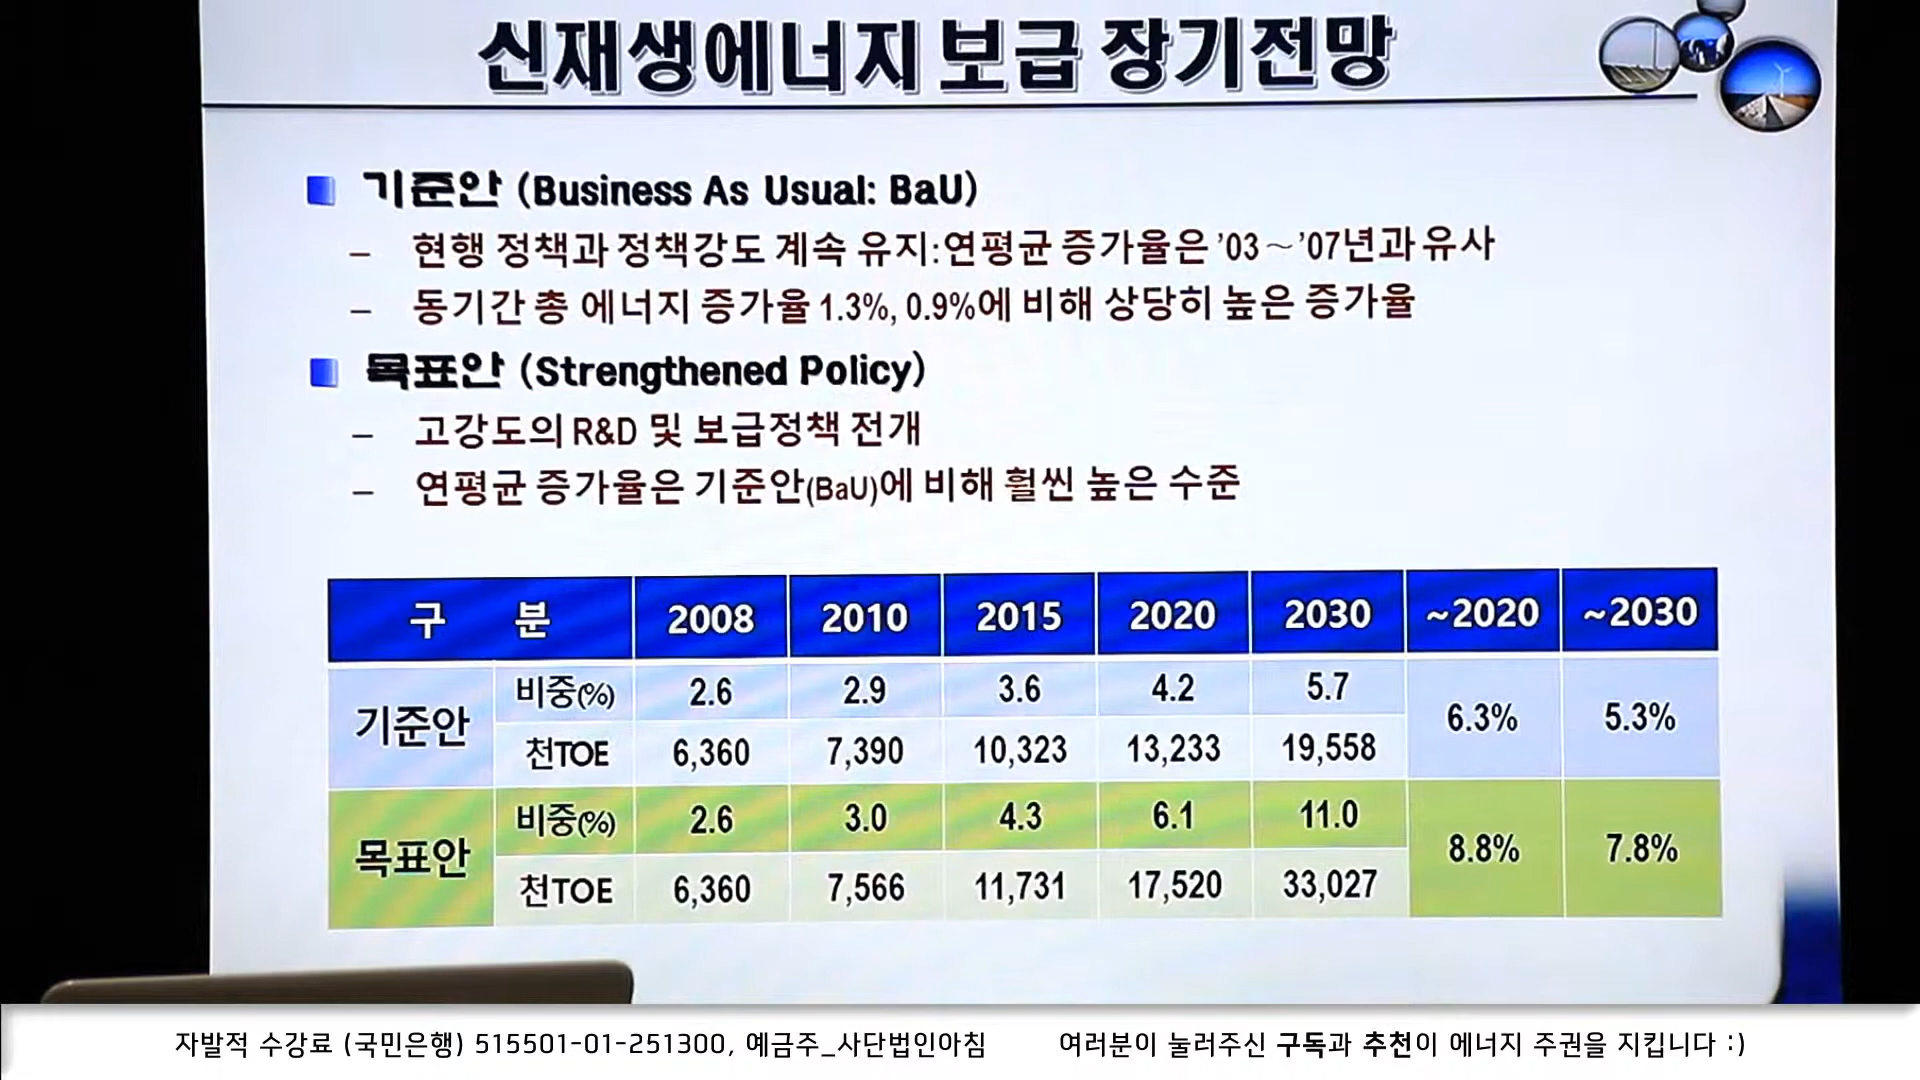 신재생에너지 보급 장기전망
기준안 (Business As Usual: BaU)
– 현행 정책과 정책강도 계속 유지:연평균 증가율은 ’03～’07년과 유사
– 동기간 총 에너지 증가율 1.3%, 0.9%에 비해 상당히 높은 증가율
목표안 (Strengthened Policy)
– 고강도의 R&D 및 보급정책 전개
– 연평균 증가율은 기준안(BaU)에 비해 훨씬 높은 수준
구 분 2008 2010 2015 2020 2030 ~2020 ~2030
기준안 비중(%) 2.6 2.9 3.6 4.2 5.7 6.3% 5.3%
천TOE 6,360 7,390 10,323 13,233 19,558
목표안 비중(%) 2.6 3.0 4.3 6.1 11.0 8.8% 7.8%
천TOE 6,360 7,566 11,731 17,520 33,027
자발적 수강료 (국민은행) 515501-01-251300, 예금주_사단법인아침 여러분이 눌러주신 구독과 추천이 에너지 주권을 지킵니다 :)